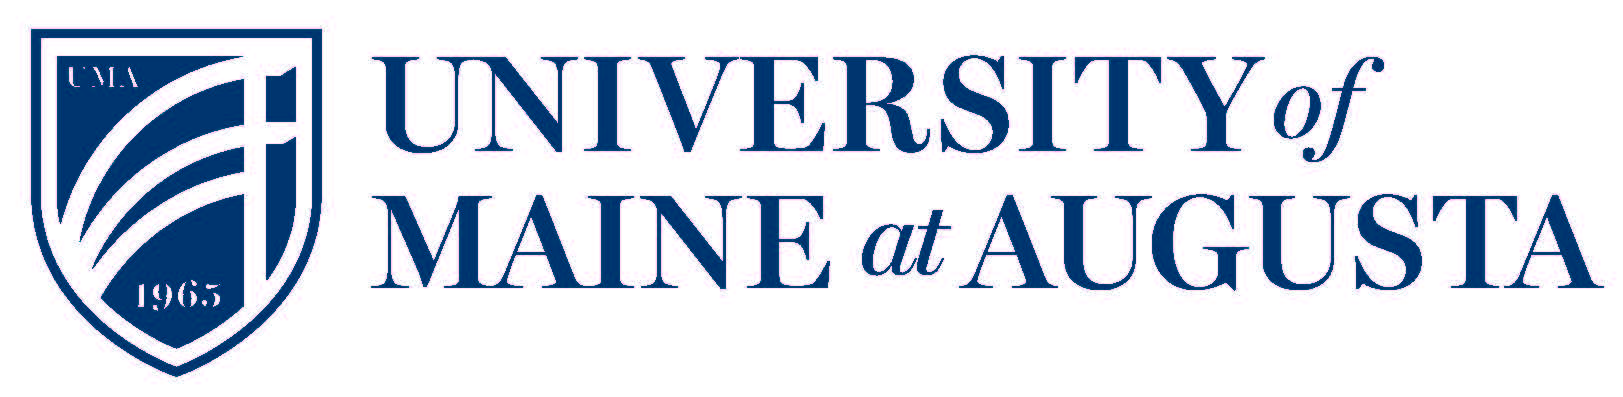 UMA
1965
UNIVERSITY of
MAINE at AUGUSTA